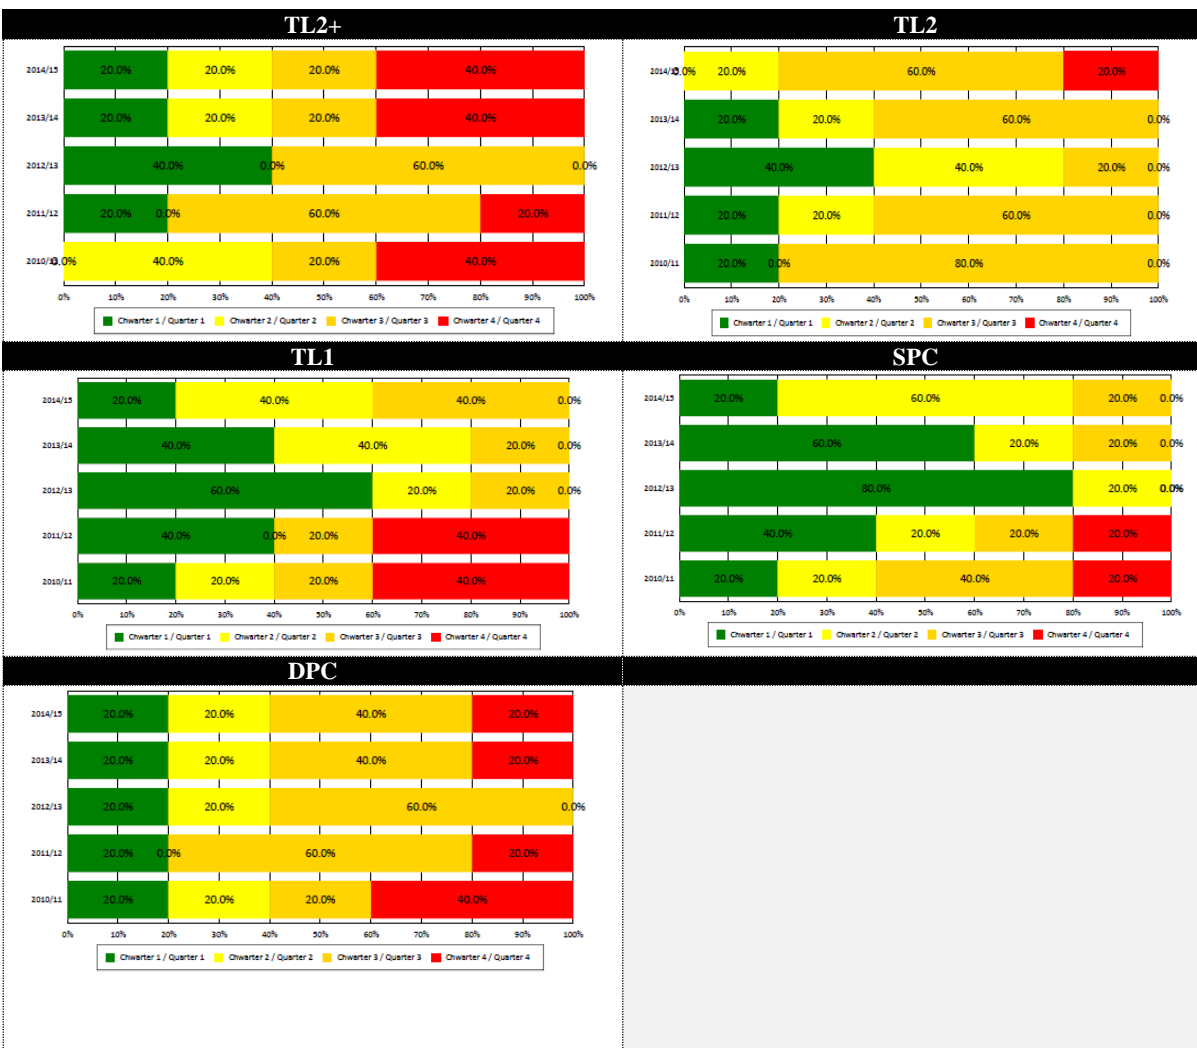 TL2+
2014/15 20.0% 20.0% 20.0% 40.0%
2013/14 20.0% 20.0% 20.0% 40.0%
2012/13 40.0% 0.0% 60.0% 0.0%
2011/12 20.0% 0.0% 60.0% 20.0%
2010/11 0.0% 40.0% 20.0% 40.0%
0% 10% 20% 30% 40% 50% 60% 70% 80% 90% 100%
Chwarter 1 / Quarter 1 Chwarter 2 / Quarter 2 Chwarter 3 / Quarter 3 Chwarter 4 / Quarter 4
TL2
2014/15 0.0% 20.0% 60.0% 20.0%
2013/14 20.0% 20.0% 60.0% 0.0%
2012/13 40.0% 40.0% 20.0% 0.0%
2011/12 20.0% 20.0% 60.0% 0.0%
2010/11 20.0% 0.0% 80.0% 0.0%
0% 10% 20% 30% 40% 50% 60% 70% 80% 90% 100%
Chwarter 1 / Quarter 1 Chwarter 2 / Quarter 2 Chwarter 3 / Quarter 3 Chwarter 4 / Quarter 4
TL1
2014/15 20.0% 40.0% 40.0% 0.0%
2013/14 40.0% 40.0% 20.0% 0.0%
2012/13 60.0% 20.0% 20.0% 0.0%
2011/12 40.0% 0.0% 20.0% 40.0%
2010/11 20.0% 20.0% 20.0% 40.0%
0% 10% 20% 30% 40% 50% 60% 70% 80% 90% 100%
Chwarter 1 / Quarter 1 Chwarter 2 / Quarter 2 Chwarter 3 / Quarter 3 Chwarter 4 / Quarter 4
SPC
2014/15 20.0% 60.0% 20.0% 0.0%
2013/14 60.0% 20.0% 20.0% 0.0%
2012/13 80.0% 20.0% 0.0%
2011/12 40.0% 20.0% 20.0% 20.0%
2010/11 20.0% 20.0% 40.0% 20.0%
0% 10% 20% 30% 40% 50% 60% 70% 80% 90% 100%
Chwarter 1 / Quarter 1 Chwarter 2 / Quarter 2 Chwarter 3 / Quarter 3 Chwarter 4 / Quarter 4
DPC
2014/15 20.0% 20.0% 40.0% 20.0%
2013/14 20.0% 20.0% 40.0% 20.0%
2012/13 20.0% 20.0% 60.0% 0.0%
2011/12 20.0% 0.0% 60.0% 20.0%
2010/11 20.0% 20.0% 20.0% 40.0%
0% 10% 20% 30% 40% 50% 60% 70% 80% 90% 100%
Chwarter 1 / Quarter 1 Chwarter 2 / Quarter 2 Chwarter 3 / Quarter 3 Chwarter 4 / Quarter 4